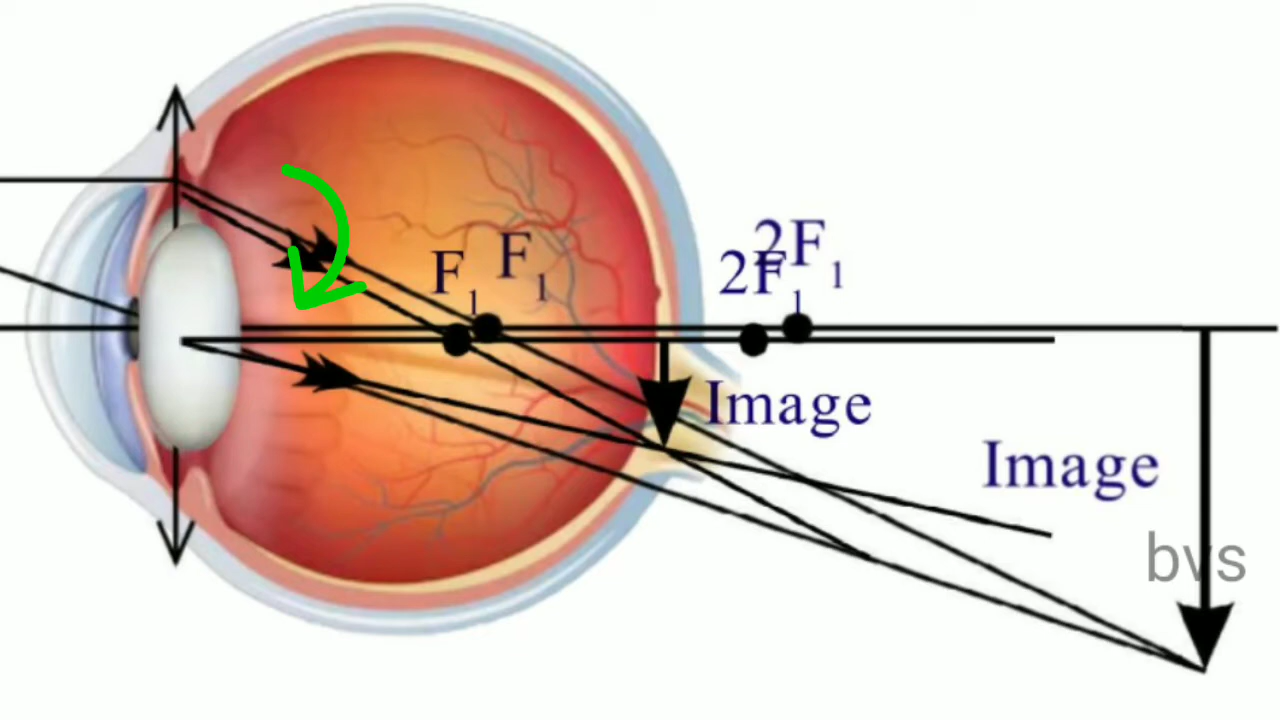 F₁ F₁
2F₁ 2F₁
Image
Image
bvs